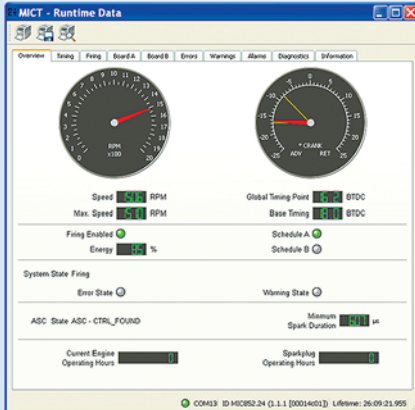 MICT - Runtime Data
Overview Timing Firing Board A Board B Errors Warnings Alarms Diagnostics Information
RPM
x100
° CRANK
ADV RET
Speed RPM
Global Timing Point BTDC
Max. Speed RPM
Base Timing BTDC
Firing Enabled
Schedule A
Energy %
Schedule B
System State Firing
Error State
Warning State
ASC State ASC - CTRL_FOUND
Minimum
Spark Duration µs
Current Engine
Operating Hours 0
Sparkplug
Operating Hours 0
COM13: ID MIC852.24 (1.1.1 [00014c01]) Lifetime: 26:09:21.955